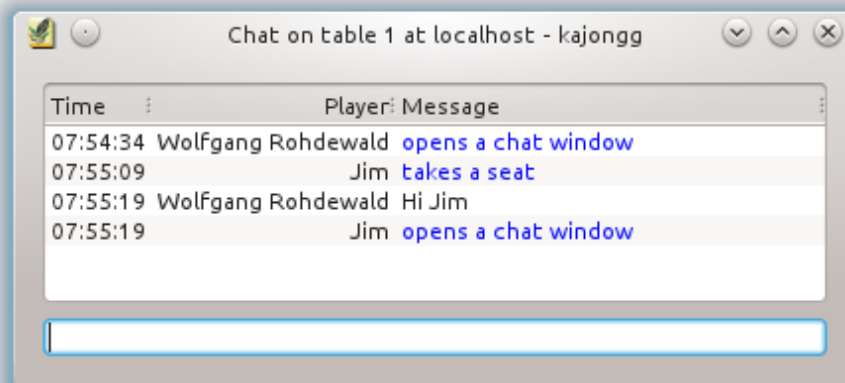 Chat on table 1 at localhost - kajongg
Time Player Message
07:54:34 Wolfgang Rohdewald opens a chat window
07:55:09 Jim takes a seat
07:55:19 Wolfgang Rohdewald Hi Jim
07:55:19 Jim opens a chat window